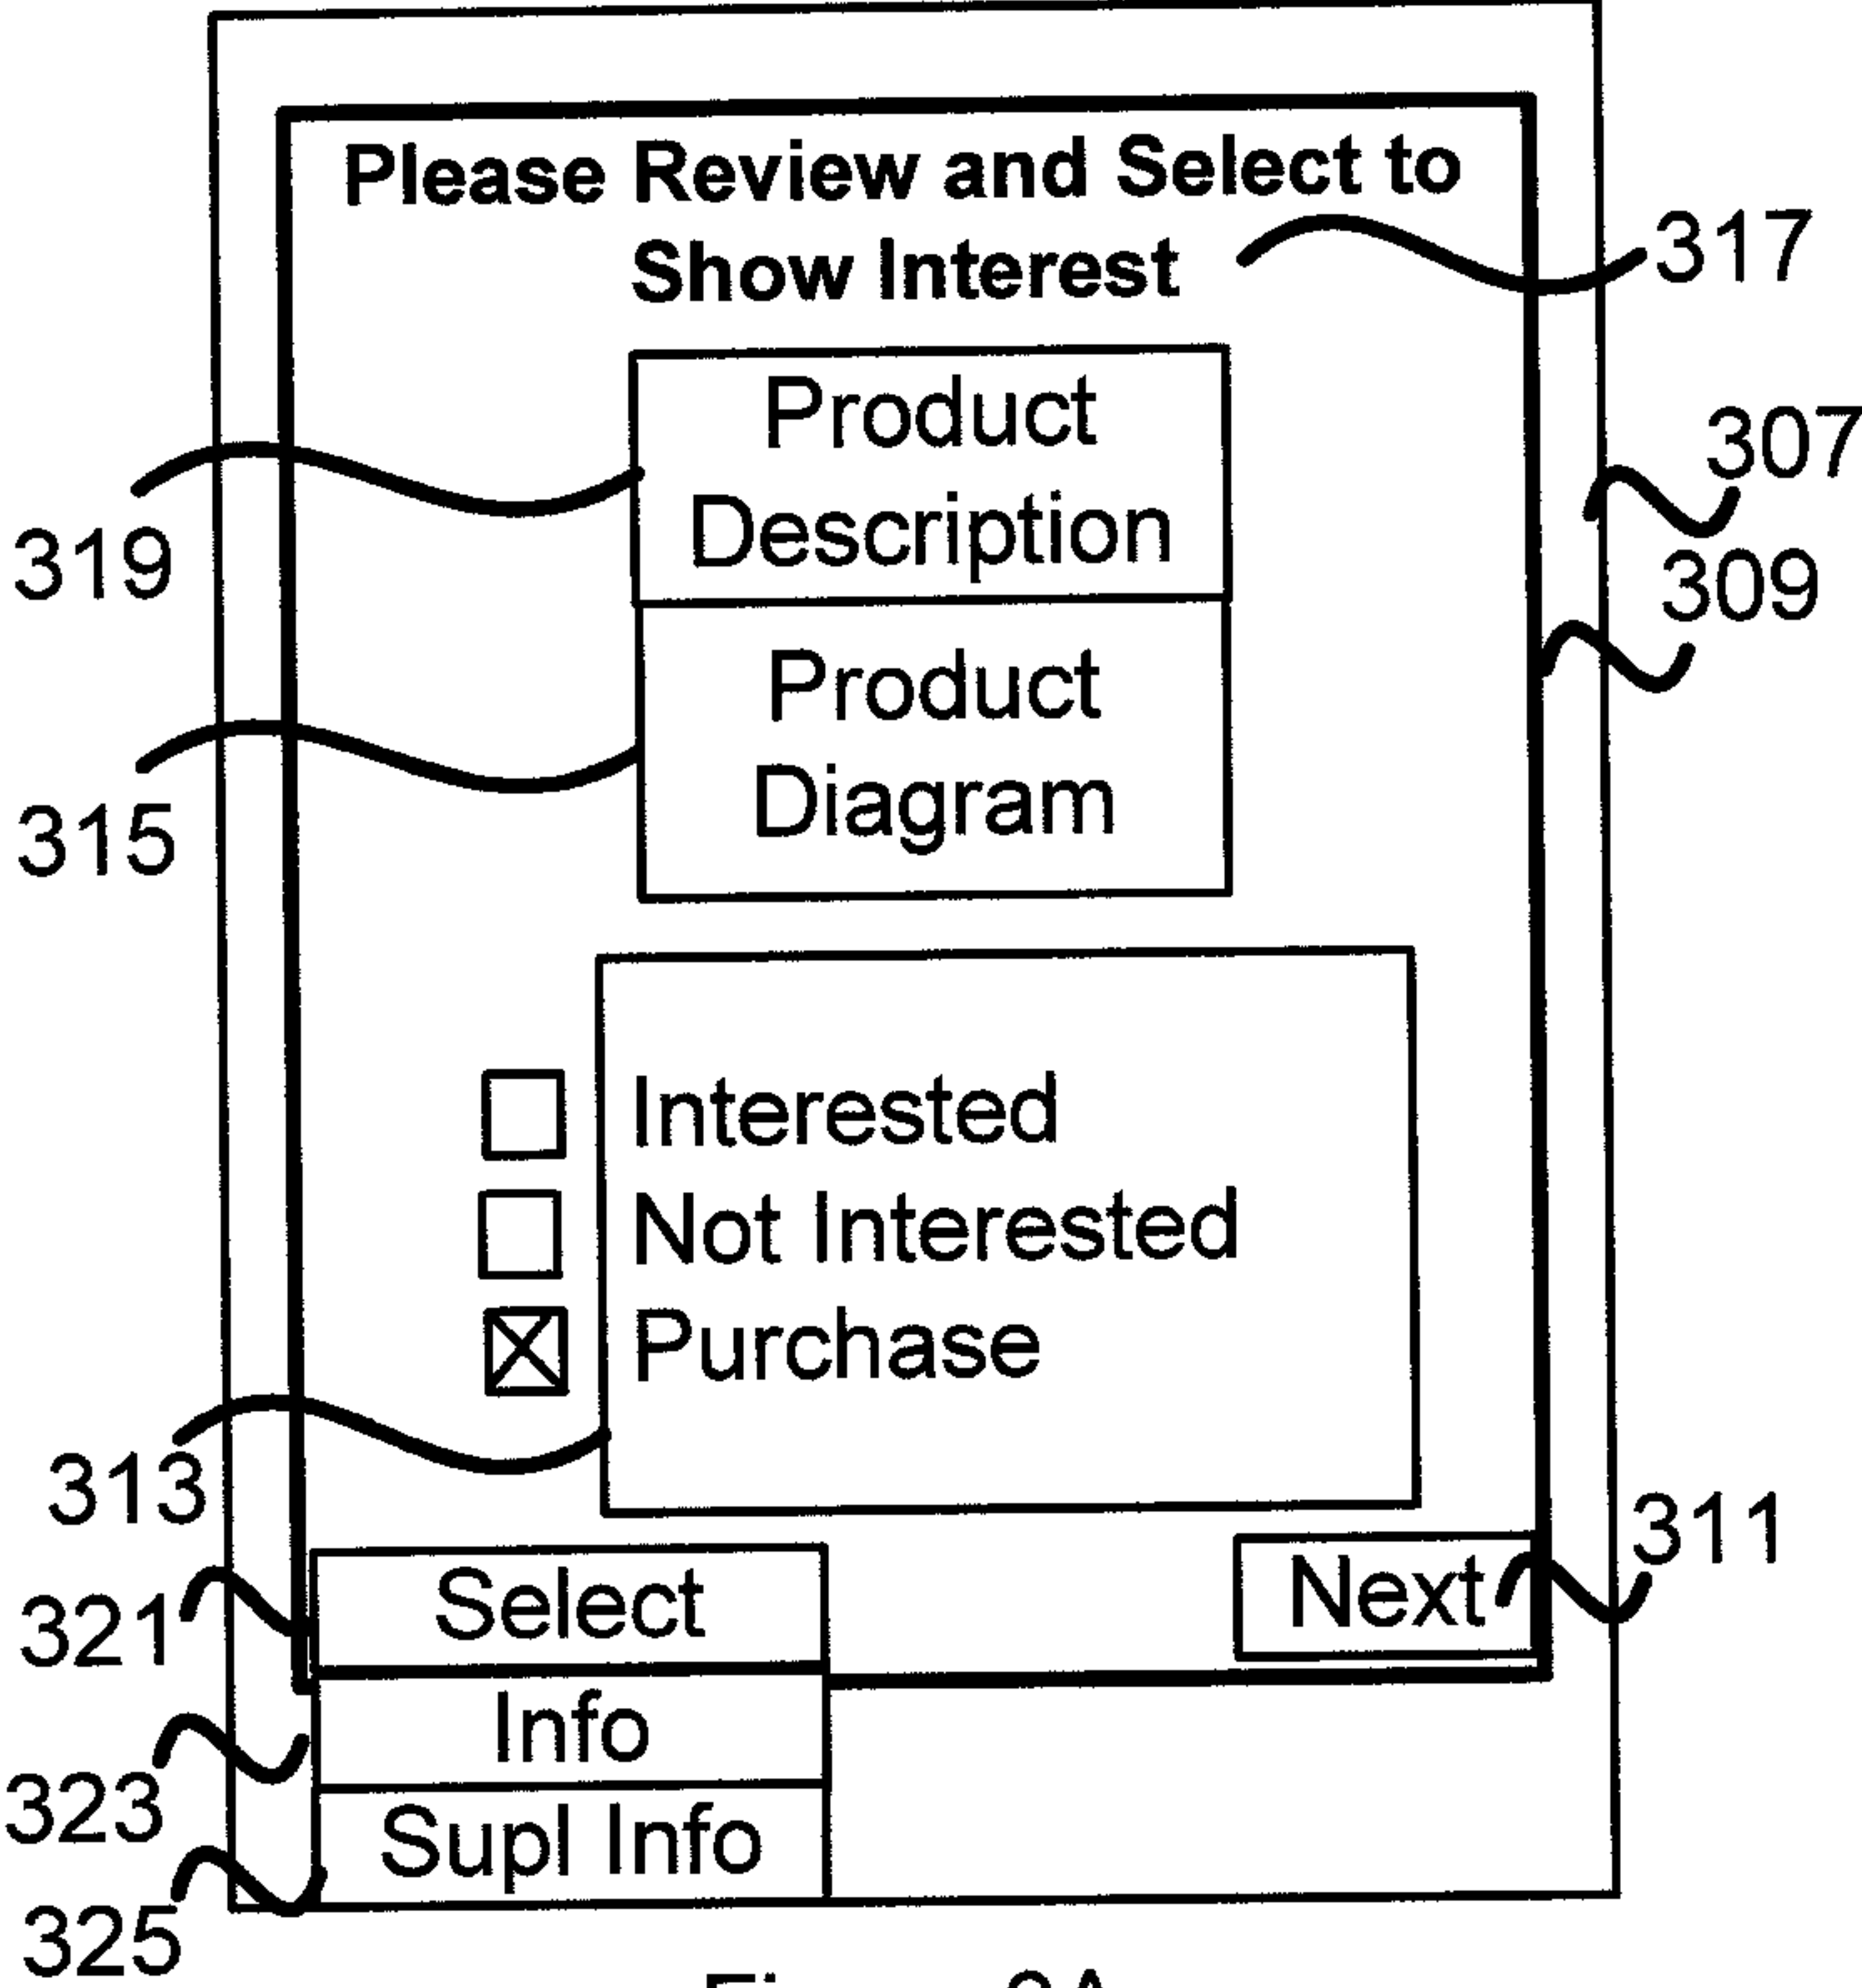 Please Review and Select to
Show Interest
317
Product
Description
307
319
309
Product
Diagram
315
Interested
Not Interested
Purchase
313
311
Select
Next
321
Info
323
Supl Info
325